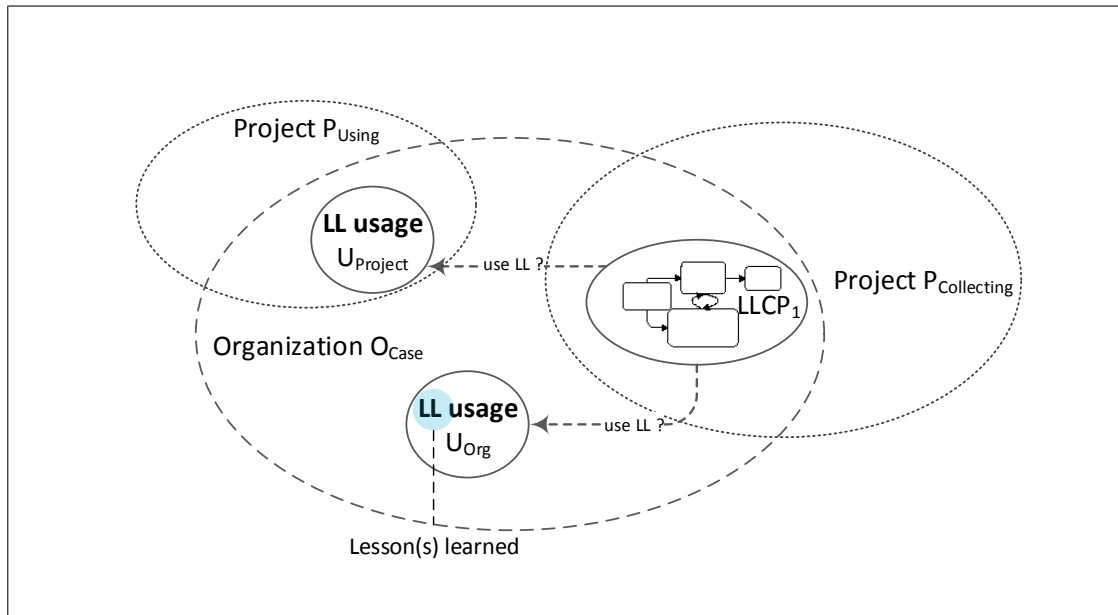 Project P_Using
LL usage
U_Project
use LL ?
LLCP_1
Project P_Collecting
Organization O_Case
LL usage
U_Org
use LL ?
Lesson(s) learned